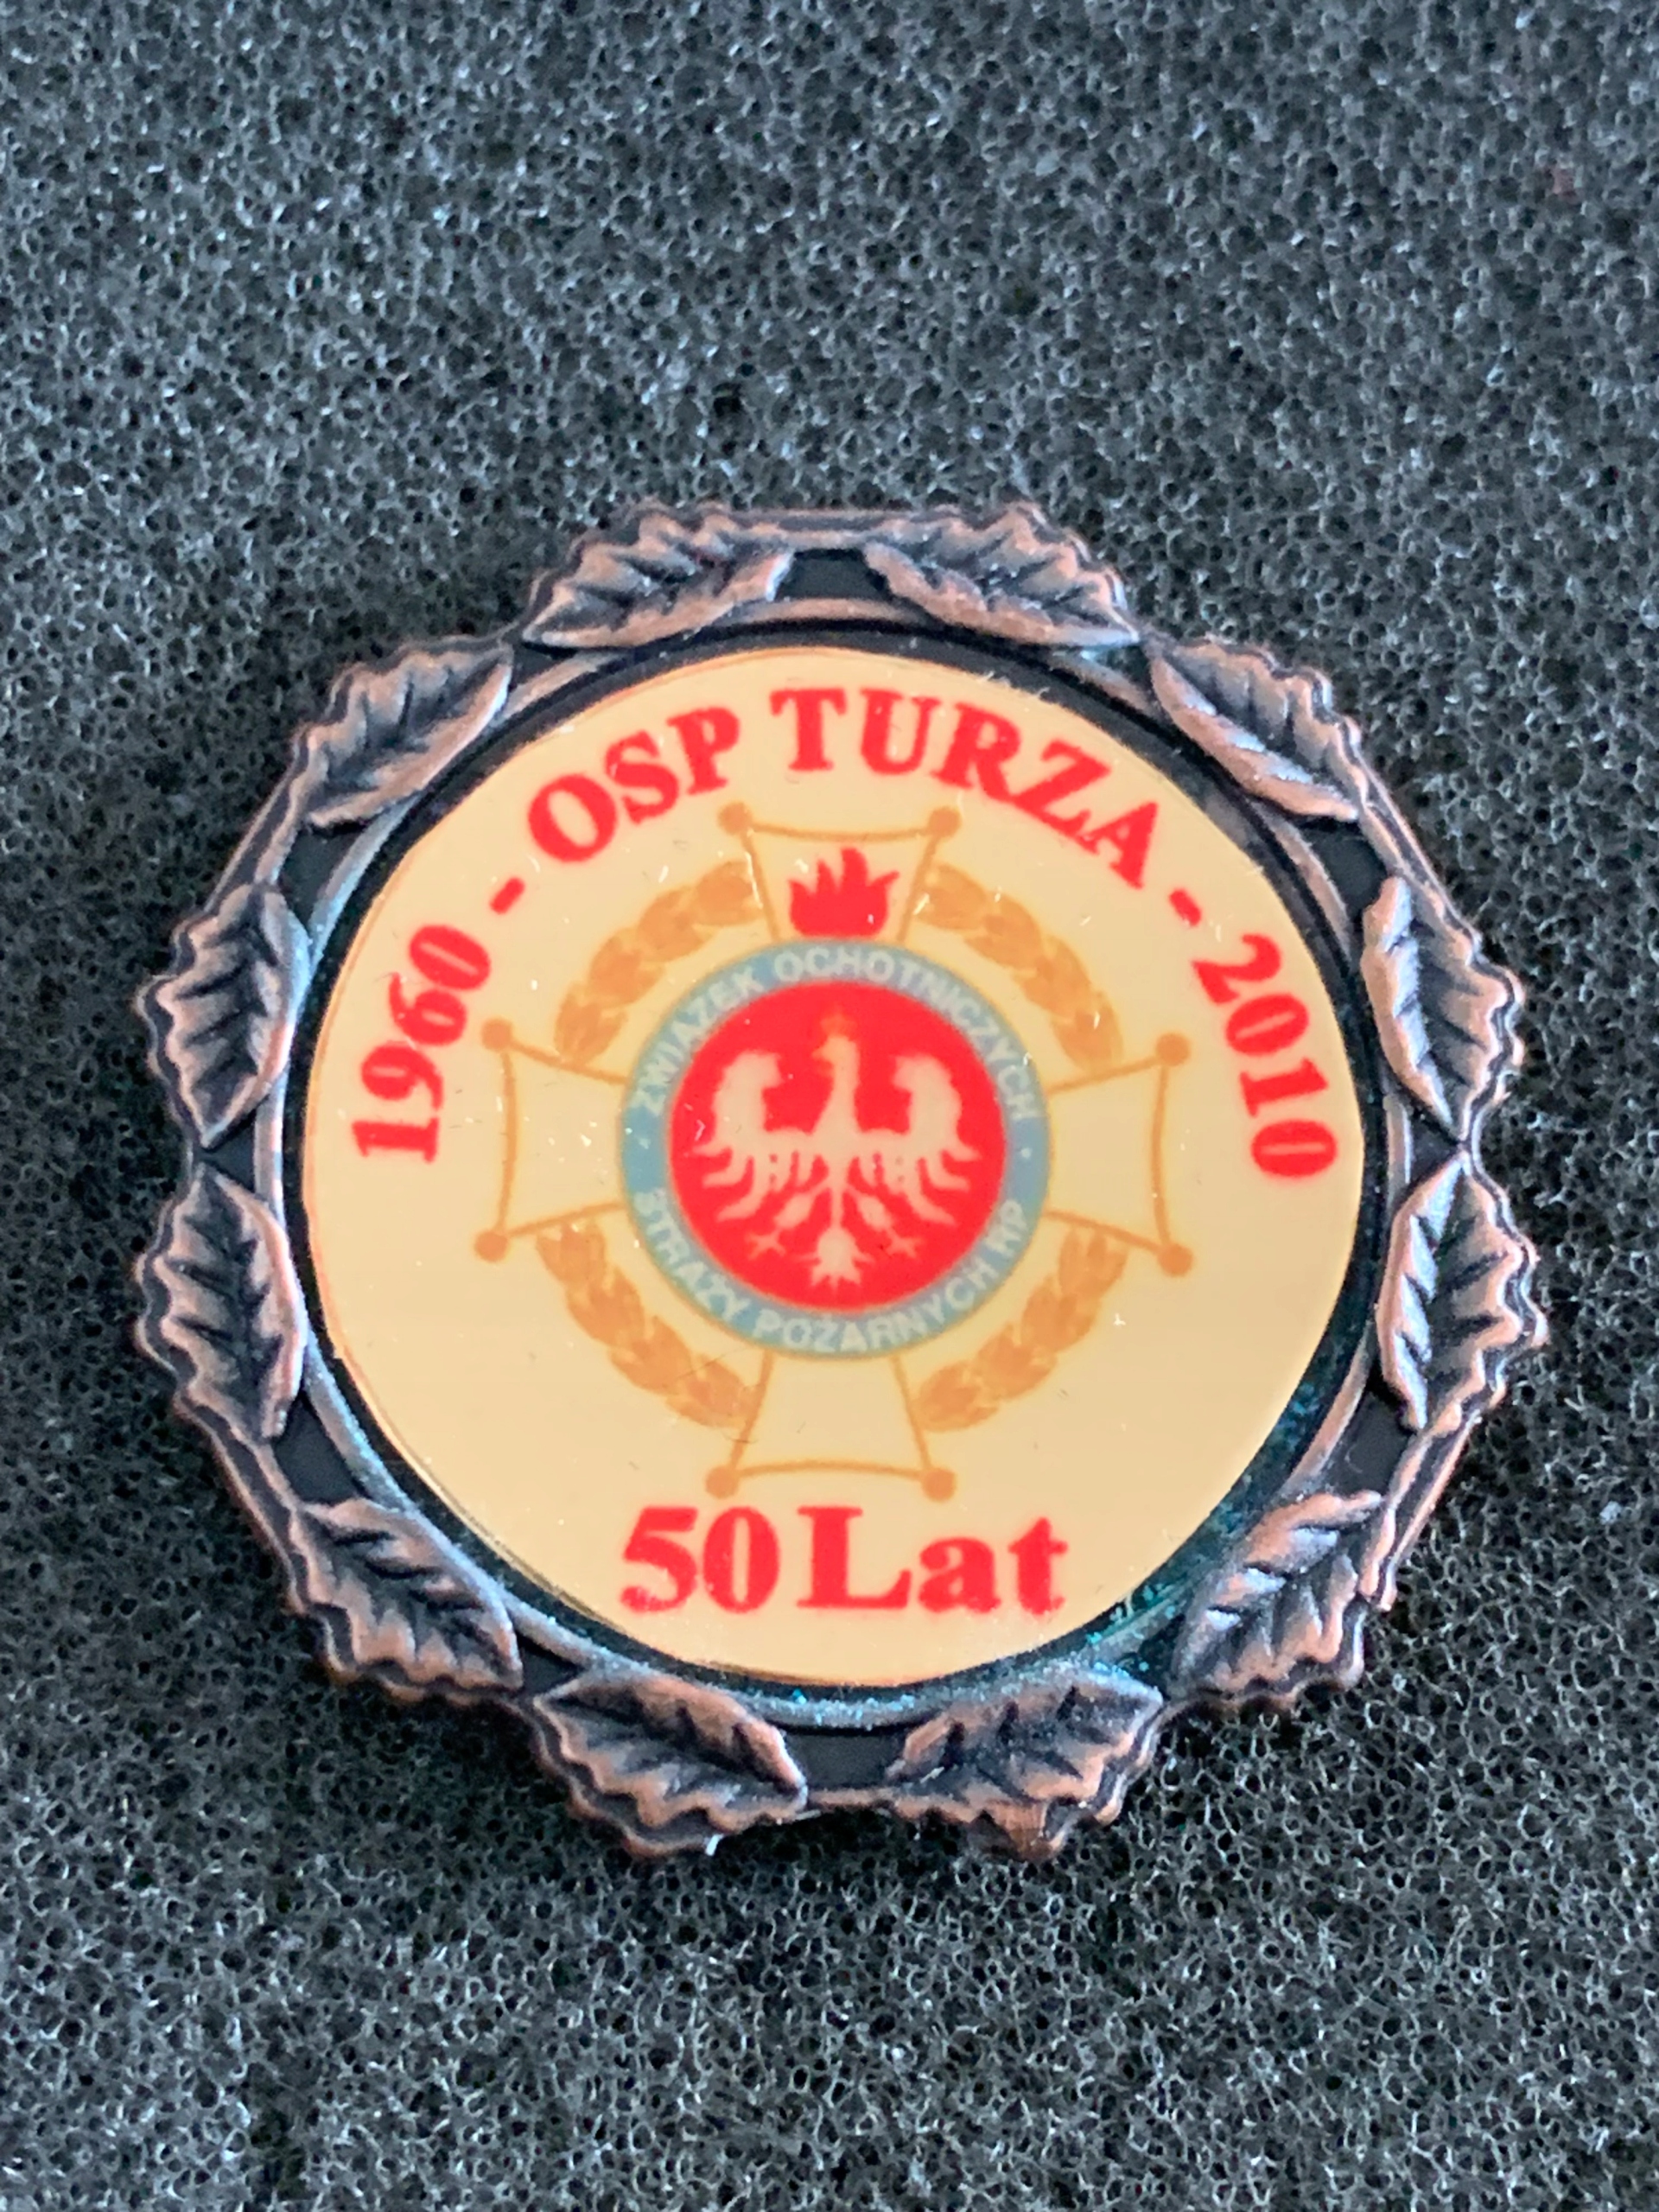 1960 - OSP TURZA - 2010
ZWIĄZEK OCHOTNICZYCH
STRAŻY POŻARNYCH RP
50 Lat